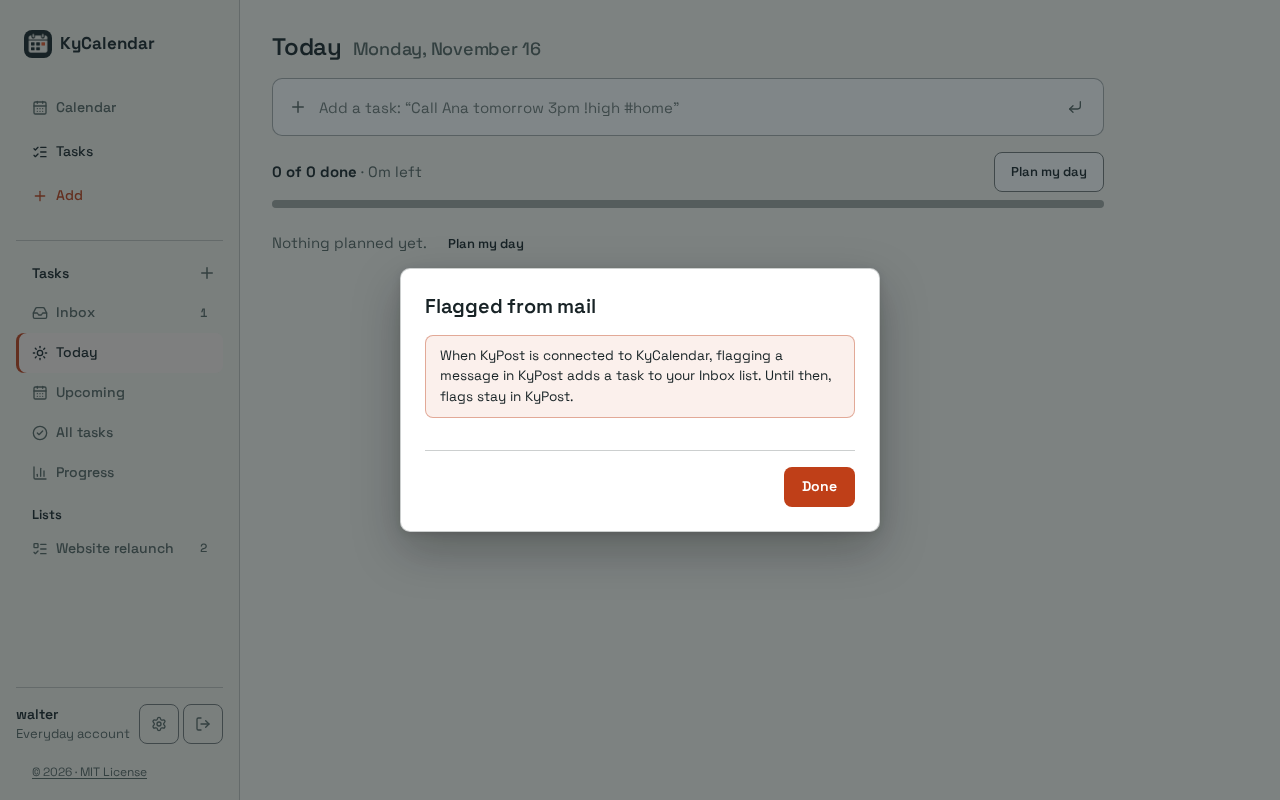 KyCalendar
Calendar
Tasks
Add
Tasks
Inbox 1
Today
Upcoming
All tasks
Progress
Lists
Website relaunch 2
walter
Everyday account
© 2026 · MIT License
Today Monday, November 16
Add a task: “Call Ana tomorrow 3pm !high #home”
0 of 0 done · 0m left
Plan my day
Nothing planned yet. Plan my day
Flagged from mail
When KyPost is connected to KyCalendar, flagging a
message in KyPost adds a task to your Inbox list. Until then,
flags stay in KyPost.
Done